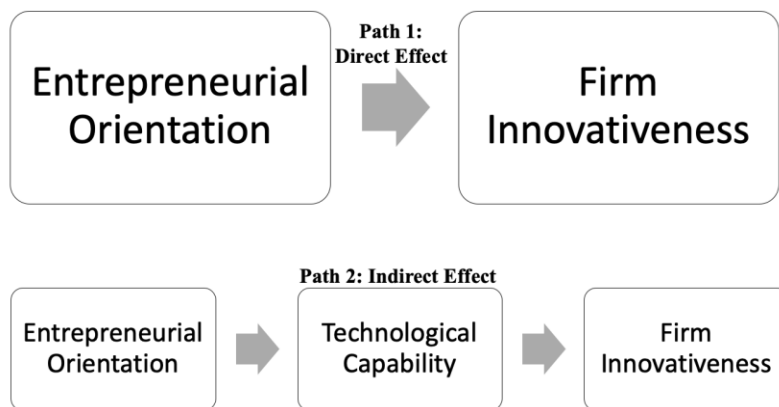 Path 1:
Direct Effect
Entrepreneurial
Orientation
Firm
Innovativeness
Path 2: Indirect Effect
Entrepreneurial
Orientation
Technological
Capability
Firm
Innovativeness